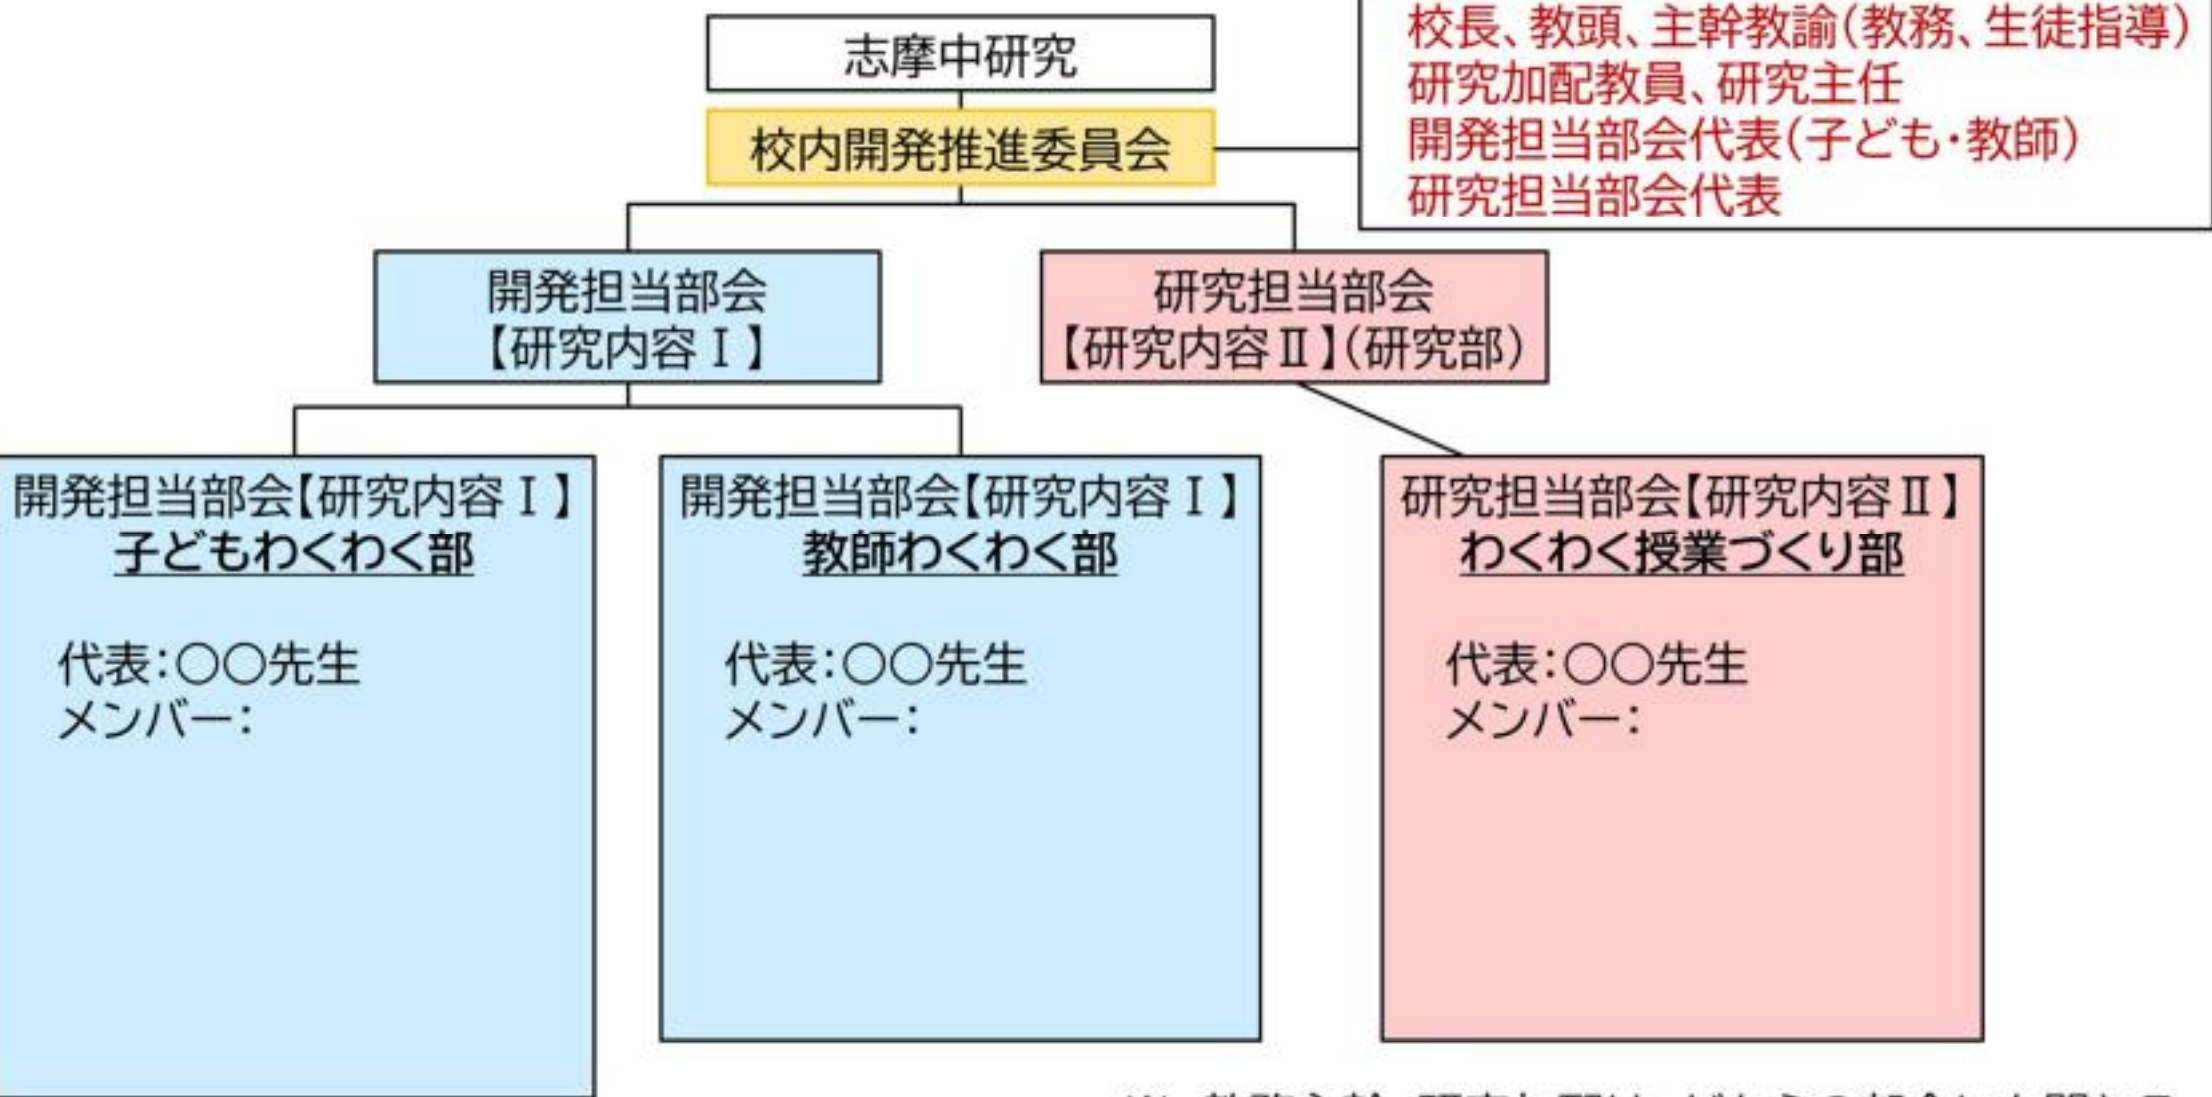 志摩中研究
校内開発推進委員会
校長、教頭、主幹教諭(教務、生徒指導)
研究加配教員、研究主任
開発担当部会代表(子ども・教師)
研究担当部会代表
開発担当部会
【研究内容Ⅰ】
研究担当部会
【研究内容Ⅱ】(研究部)
開発担当部会【研究内容Ⅰ】
子どもわくわく部
代表:〇〇先生
メンバー:
開発担当部会【研究内容Ⅰ】
教師わくわく部
代表:〇〇先生
メンバー:
研究担当部会【研究内容Ⅱ】
わくわく授業づくり部
代表:〇〇先生
メンバー: